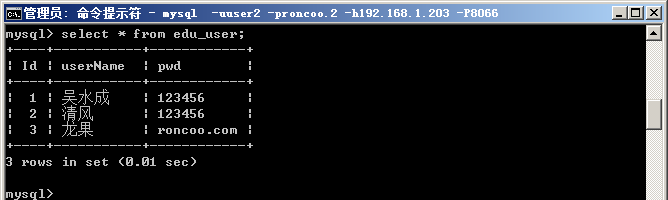 管理员: 命令提示符 - mysql  -uuser2 -proncoo.2 -h192.168.1.203 -P8066
mysql> select * from edu_user;
+----+-----------+------------+
| Id | userName  | pwd        |
+----+-----------+------------+
|  1 | 吴水成    | 123456     |
|  2 | 清风      | 123456     |
|  3 | 龙果      | roncoo.com |
+----+-----------+------------+
3 rows in set (0.01 sec)
mysql>